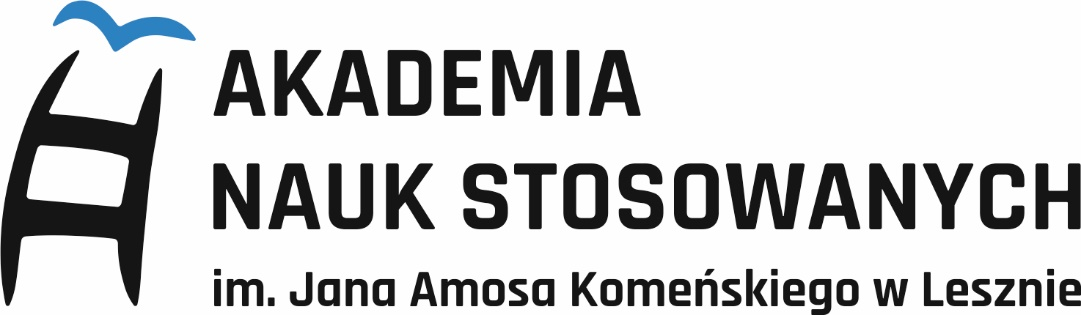 AKADEMIA
NAUK STOSOWANYCH
im. Jana Amosa Komeńskiego w Lesznie